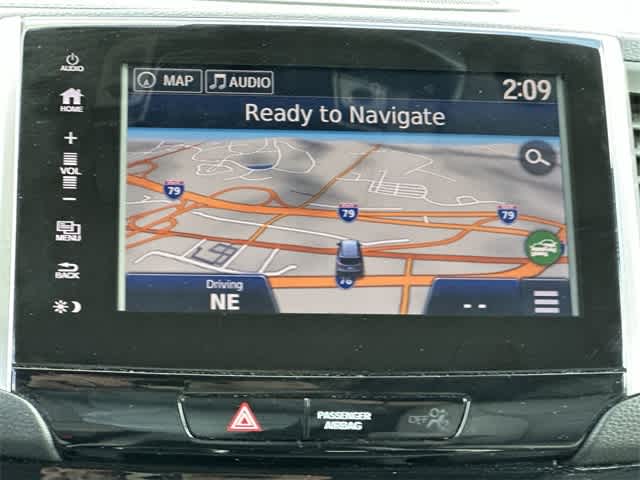 AUDIO
HOME
+
VOL
−
MENU
BACK
MAP
AUDIO
2:09
Ready to Navigate
79
79
79
Driving
NE
--
PASSENGER
AIRBAG
OFF